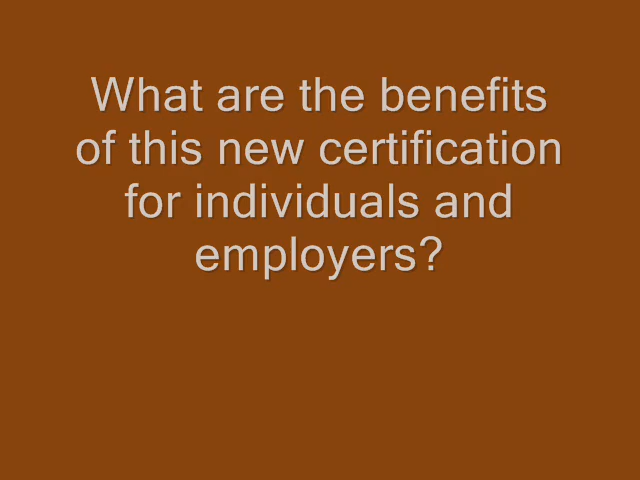 What are the benefits
of this new certification
for individuals and
employers?